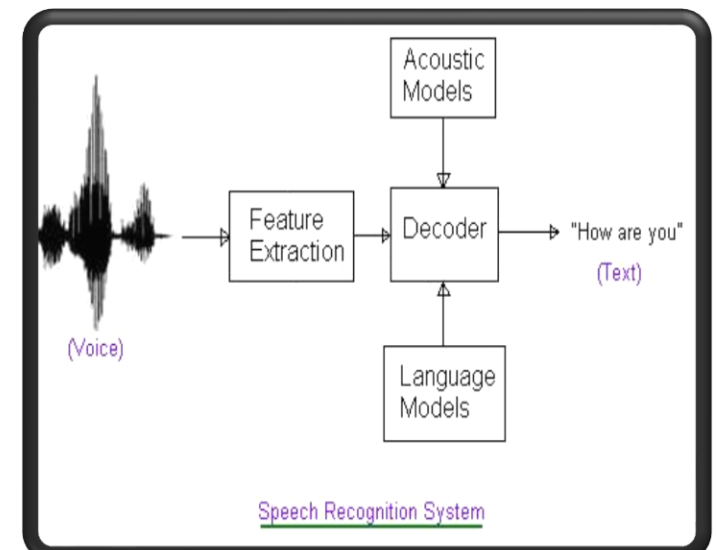 Acoustic
Models
Feature
Extraction
Decoder
"How are you"
(Text)
(Voice)
Language
Models
Speech Recognition System